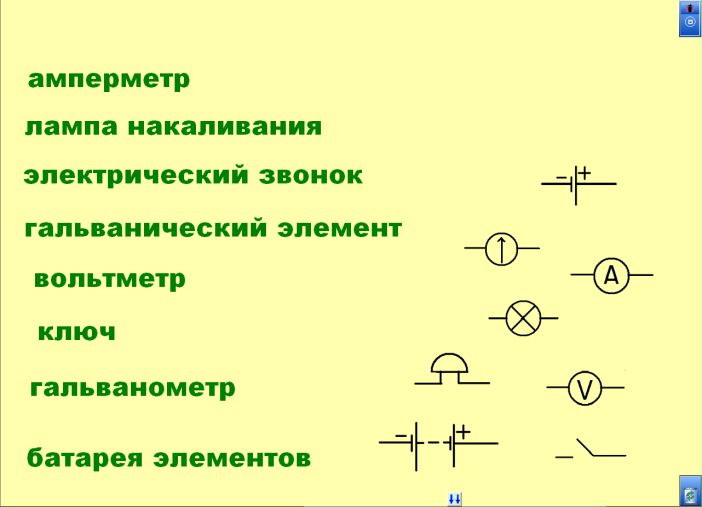 амперметр
лампа накаливания
электрический звонок
− +
гальванический элемент
A
вольтметр
ключ
гальванометр
V
− +
батарея элементов